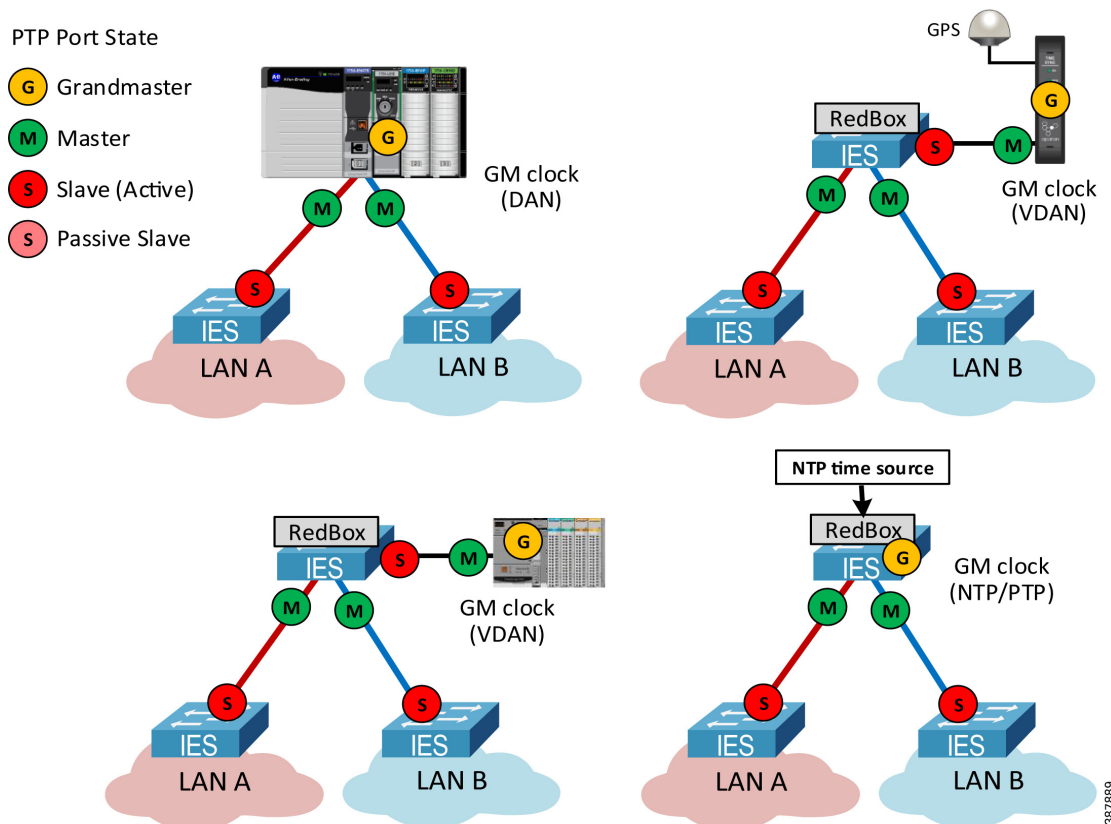 PTP Port State
G Grandmaster
M Master
S Slave (Active)
S Passive Slave
G
GM clock
(DAN)
M M
S S
IES IES
LAN A LAN B
GPS
RedBox
IES
S M G
GM clock
(VDAN)
M M
S S
IES IES
LAN A LAN B
RedBox
IES
S M G
GM clock
(VDAN)
M M
S S
IES IES
LAN A LAN B
NTP time source
RedBox
IES
G
GM clock
(NTP/PTP)
M M
S S
IES IES
LAN A LAN B
387889